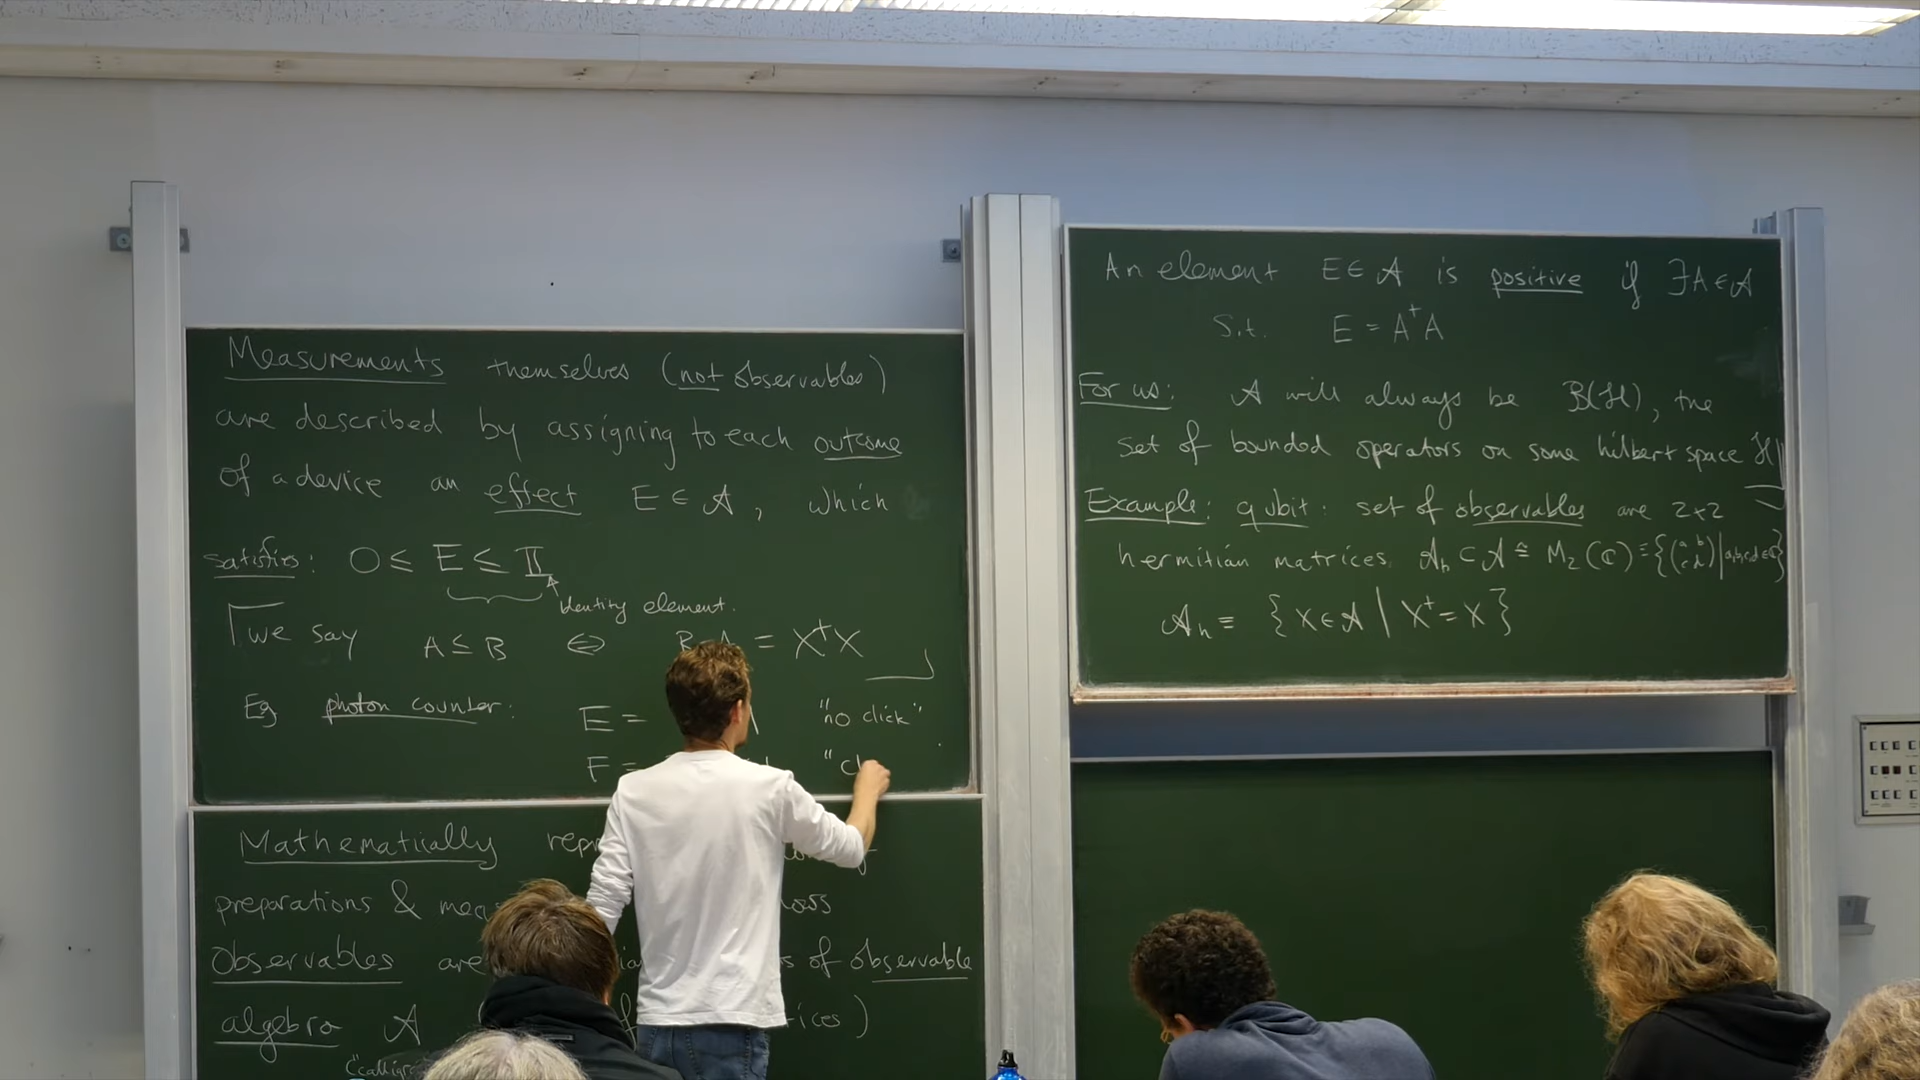 Measurements themselves (not observables)
are described by assigning to each outcome
of a device an effect E ∈ 𝒜, which
satisfies: 0 ≤ E ≤ 𝕀
Identity element.
we say A ≤ B ⇔ B-A = X†X
Eg photon counter: E = "no click"
F = "cl
Mathematically
preparations &
Observables are of observable
algebra 𝒜
An element E ∈ 𝒜 is positive if ∃A ∈ 𝒜
S.t. E = A†A
For us: 𝒜 will always be ℬ(ℋ), the
set of bounded operators on some hilbert space ℋ
Example: qubit: set of observables are 2×2
hermitian matrices. 𝒜h ⊂ 𝒜 ≅ M2(ℂ) ≡ {(a b c d) | a,b,c,d ∈ ℂ}
𝒜h ≡ {X ∈ 𝒜 | X† = X}